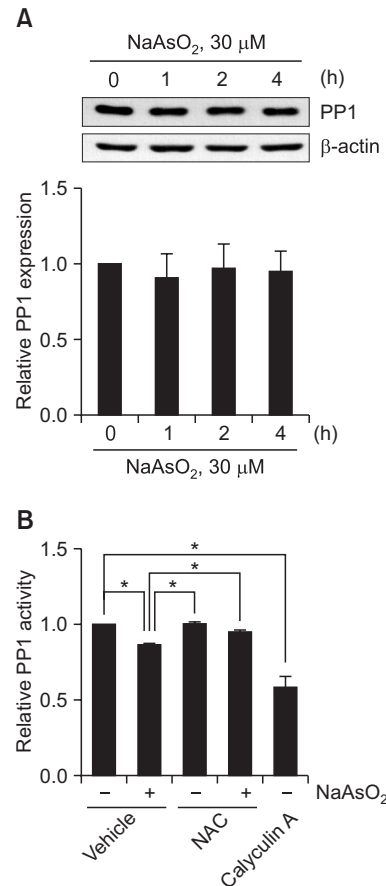 A
NaAsO₂, 30 μM
0 1 2 4 (h)
PP1
β-actin
Relative PP1 expression
1.5
1.0
0.5
0.0
0 1 2 4 (h)
NaAsO₂, 30 μM
B
Relative PP1 activity
1.5
1.0
0.5
0.0
* * * *
− + − + − NaAsO₂
Vehicle
NAC
Calyculin A